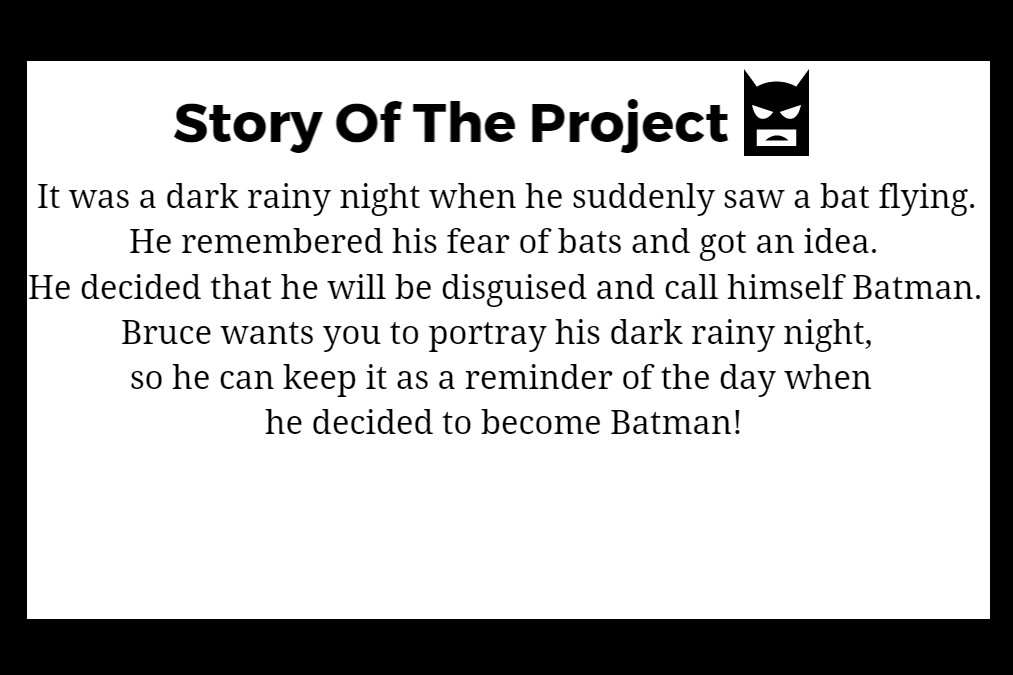 Story Of The Project
It was a dark rainy night when he suddenly saw a bat flying.
He remembered his fear of bats and got an idea.
He decided that he will be disguised and call himself Batman.
Bruce wants you to portray his dark rainy night,
so he can keep it as a reminder of the day when
he decided to become Batman!